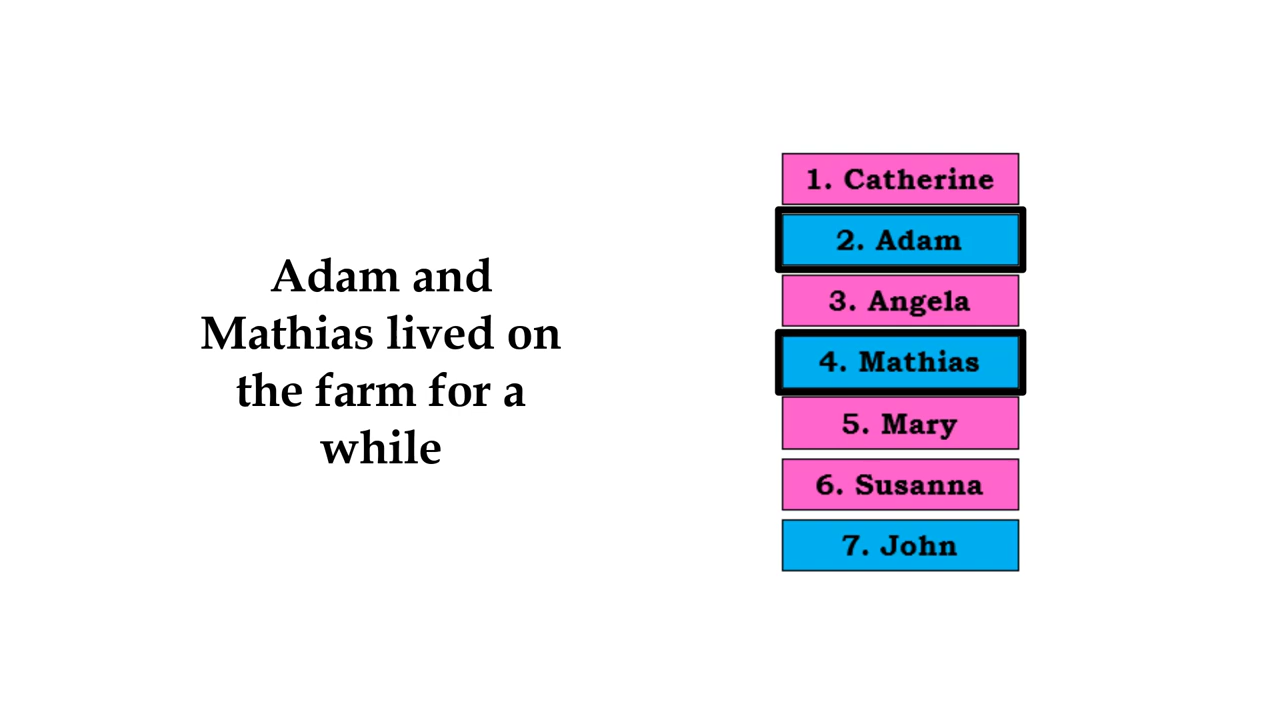 Adam and
Mathias lived on
the farm for a
while
1. Catherine
2. Adam
3. Angela
4. Mathias
5. Mary
6. Susanna
7. John